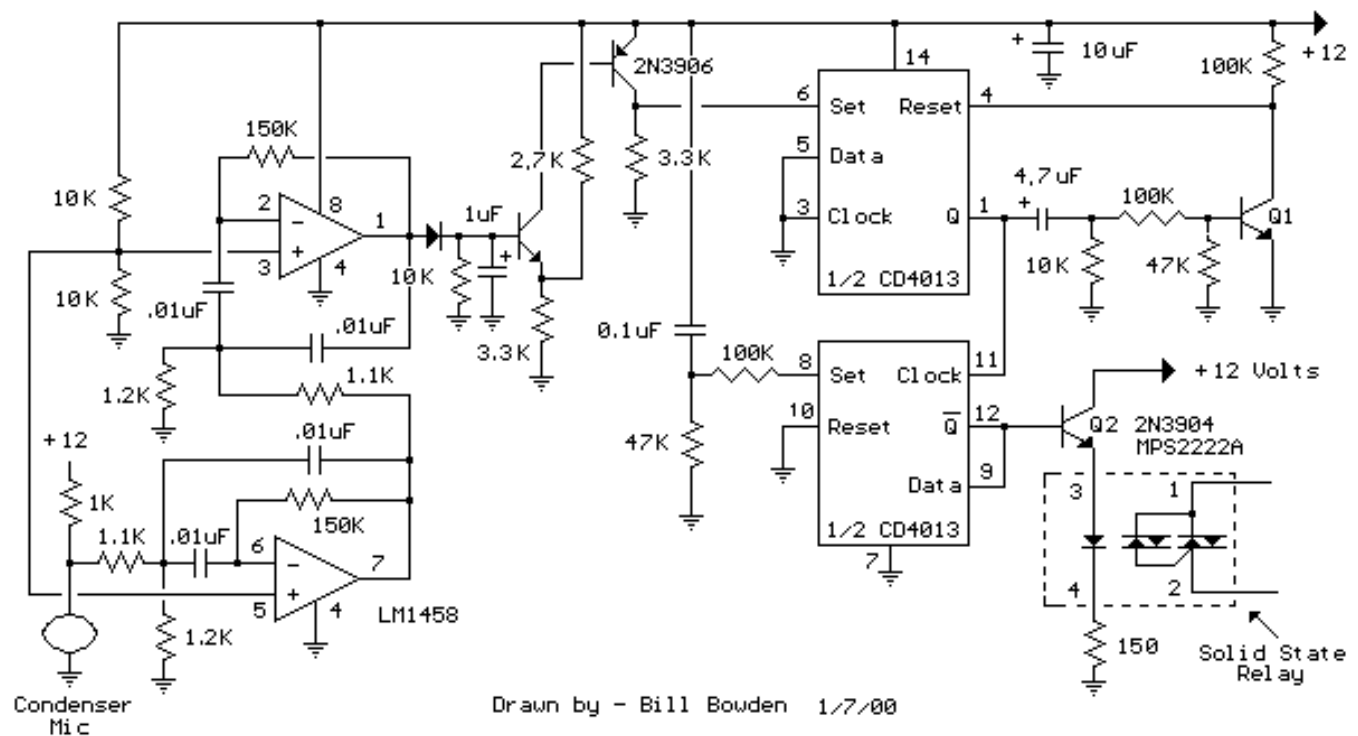 +12
14
10uF
100K
2N3906
6
Set
Reset
4
150K
5
Data
3.3K
2.7K
4.7uF
10K
2
8
1
1uF
3
Clock
Q
1
100K
Q1
−
+
3
4
10K
10K
47K
10K
.01uF
1/2 CD4013
.01uF
3.3K
0.1uF
100K
8
Set
Clock
11
+12 Volts
1.2K
1.1K
10
Reset
Q
12
Q2
2N3904
MPS2222A
.01uF
+12
47K
Data
9
1K
150K
3
1
1.1K
.01uF
6
7
1/2 CD4013
7
−
+
5
4
LM1458
4
2
1.2K
150
Solid State
Relay
Condenser
Mic
Drawn by - Bill Bowden 1/7/00
+
+
+